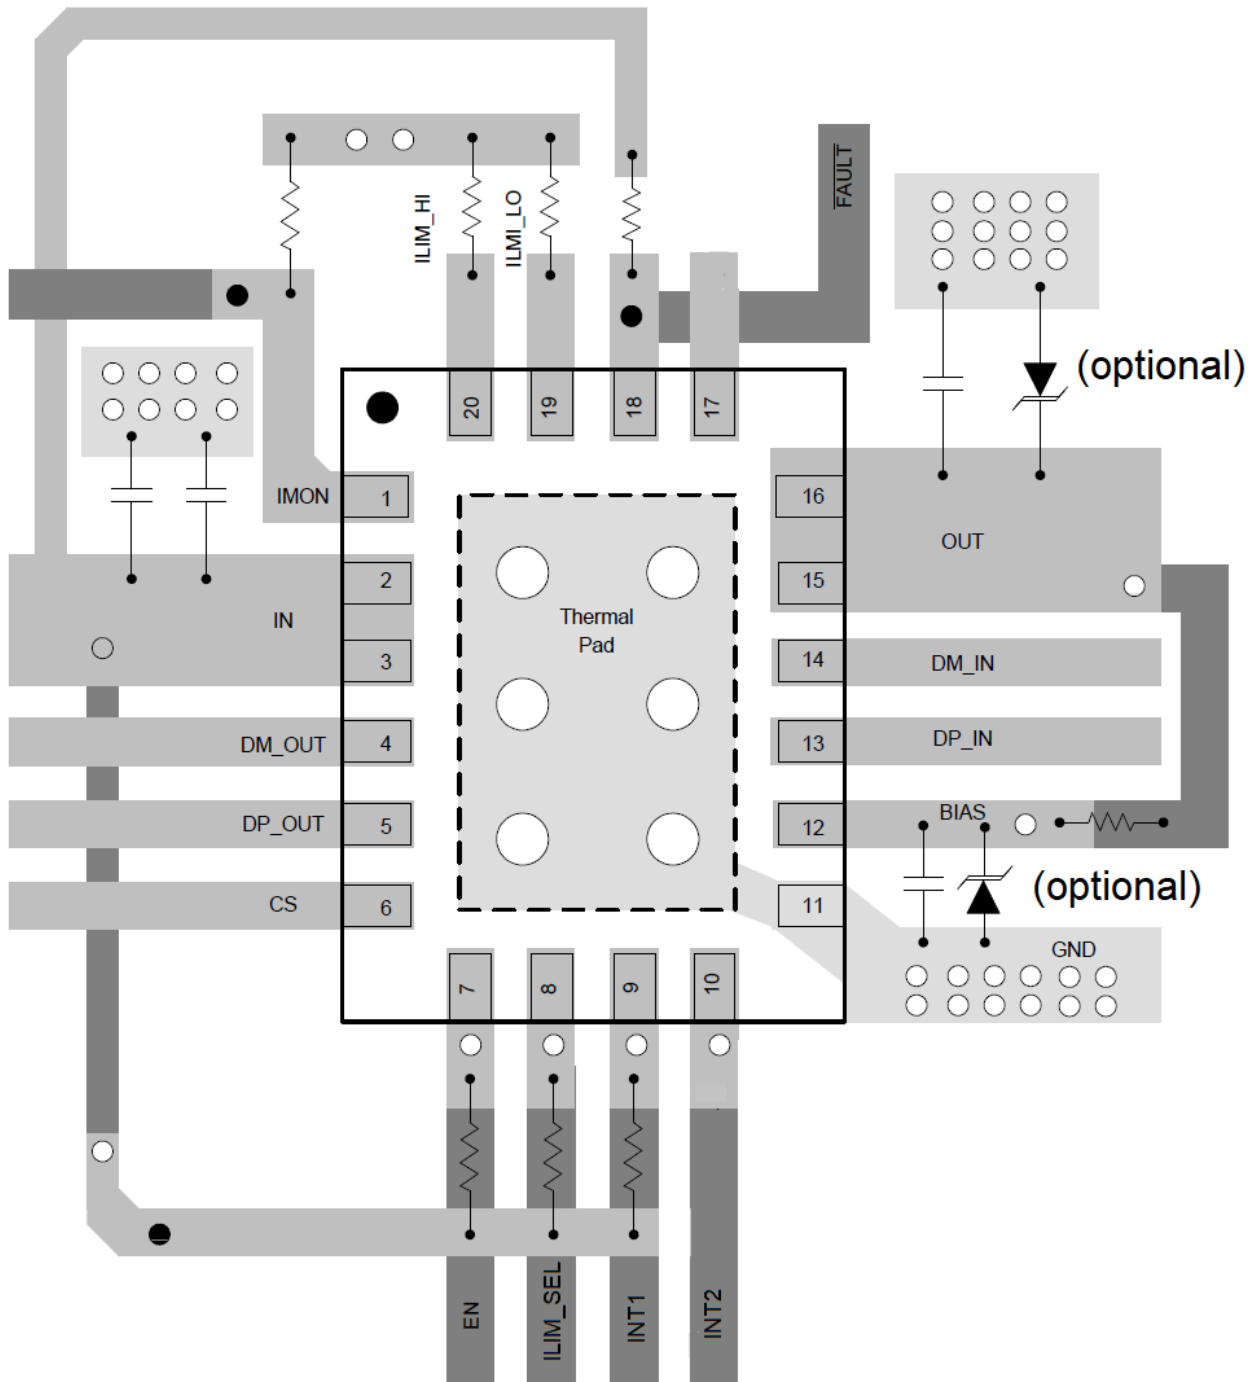 FAULT
ILIM_HI
ILMI_LO
(optional)
20
19
18
17
IMON
1
16
OUT
2
15
IN
Thermal
Pad
3
14
DM_IN
DM_OUT
4
13
DP_IN
DP_OUT
5
12
BIAS
(optional)
CS
6
11
GND
7
8
9
10
EN
ILIM_SEL
INT1
INT2